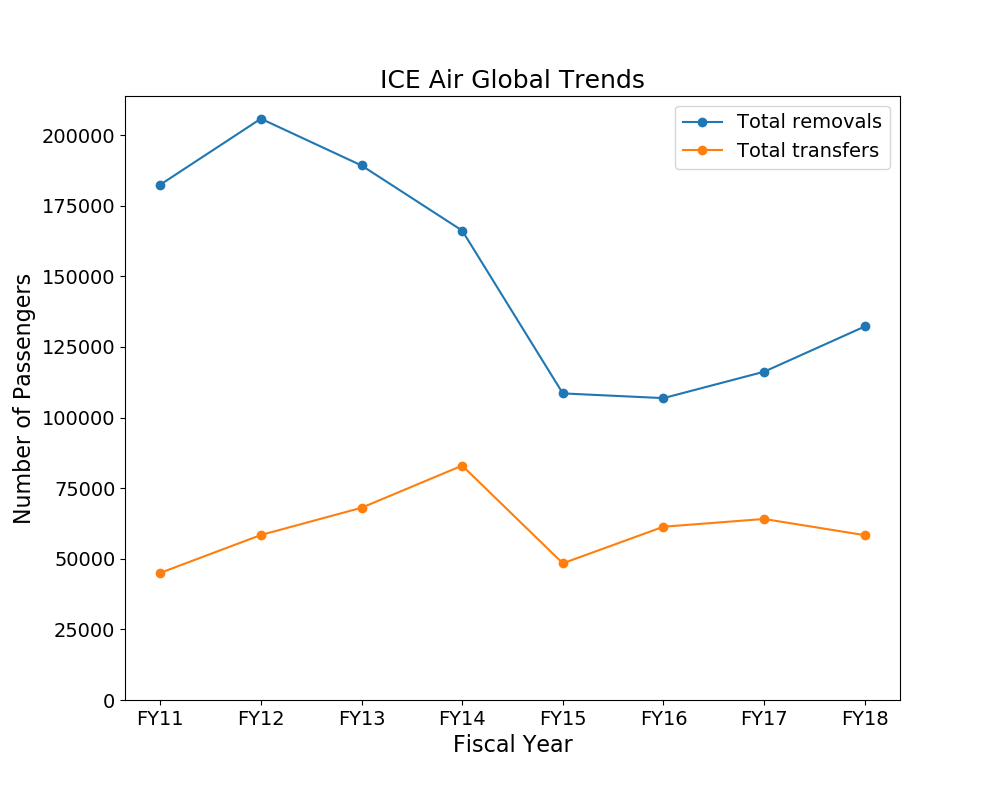 ICE Air Global Trends
Total removals
Total transfers
Number of Passengers
200000
175000
150000
125000
100000
75000
50000
25000
0
FY11 FY12 FY13 FY14 FY15 FY16 FY17 FY18
Fiscal Year